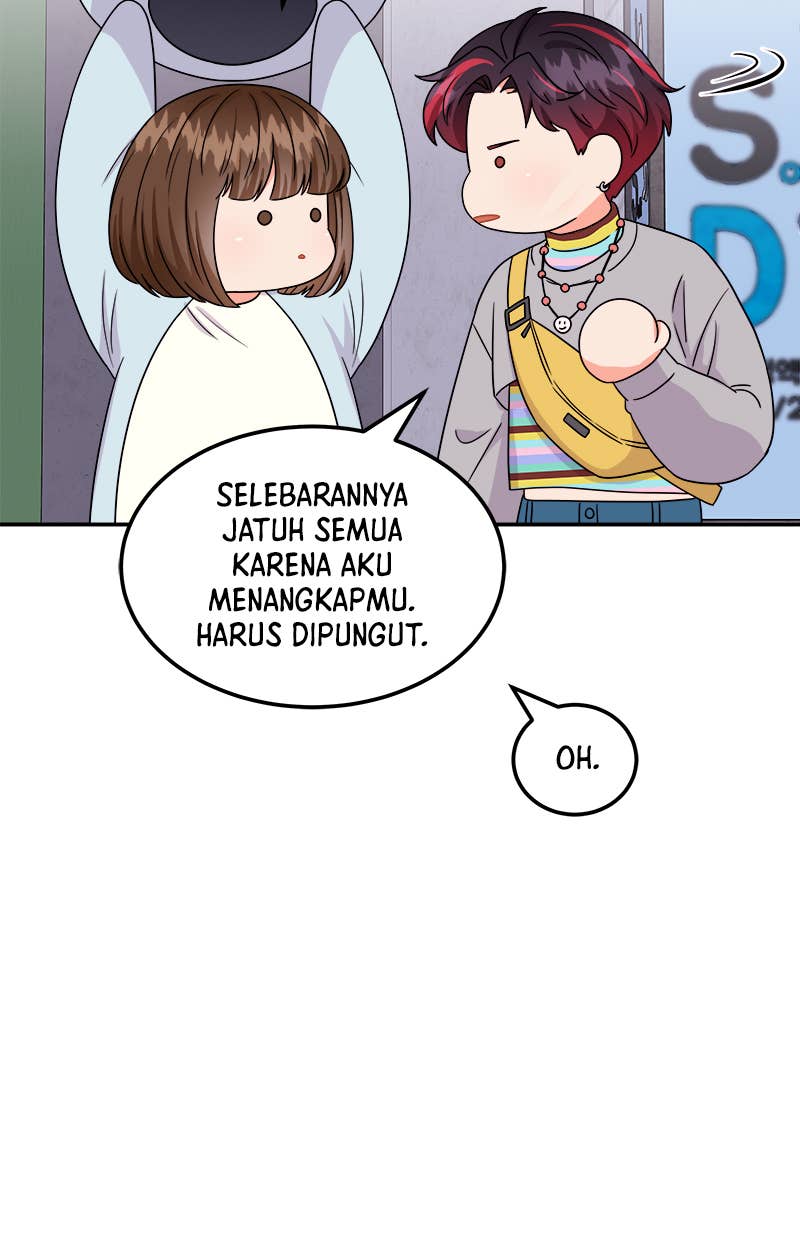 S.
D
SELEBARANNYA
JATUH SEMUA
KARENA AKU
MENANGKAPMU.
HARUS DIPUNGUT.
OH.